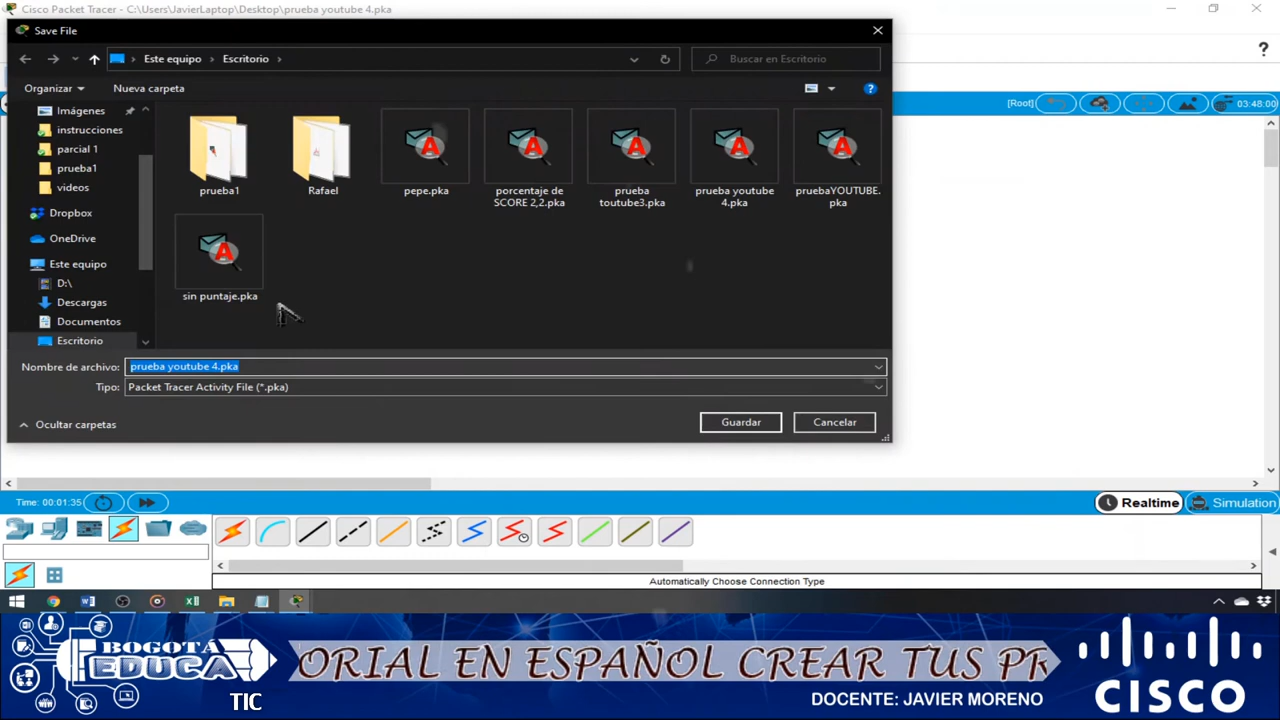 Cisco Packet Tracer - C:\Users\JavierLaptop\Desktop\prueba youtube 4.pka
Save File
Este equipo > Escritorio >
Buscar en Escritorio
Organizar
Nueva carpeta
?
?
[Root]
03:48:00
Imágenes
instrucciones
parcial 1
prueba1
videos
Dropbox
OneDrive
Este equipo
D:\
Descargas
Documentos
Escritorio
prueba1
Rafael
pepe.pka
porcentaje de
SCORE 2,2.pka
prueba
toutube3.pka
prueba youtube
4.pka
pruebaYOUTUBE.
pka
sin puntaje.pka
Nombre de archivo:
prueba youtube 4.pka
Tipo:
Packet Tracer Activity File (*.pka)
Ocultar carpetas
Guardar
Cancelar
Time: 00:01:35
Realtime
Simulation
Automatically Choose Connection Type
BOGOTÁ
EDUCA
TIC
ORIAL EN ESPAÑOL CREAR TUS PR
DOCENTE: JAVIER MORENO
CISCO